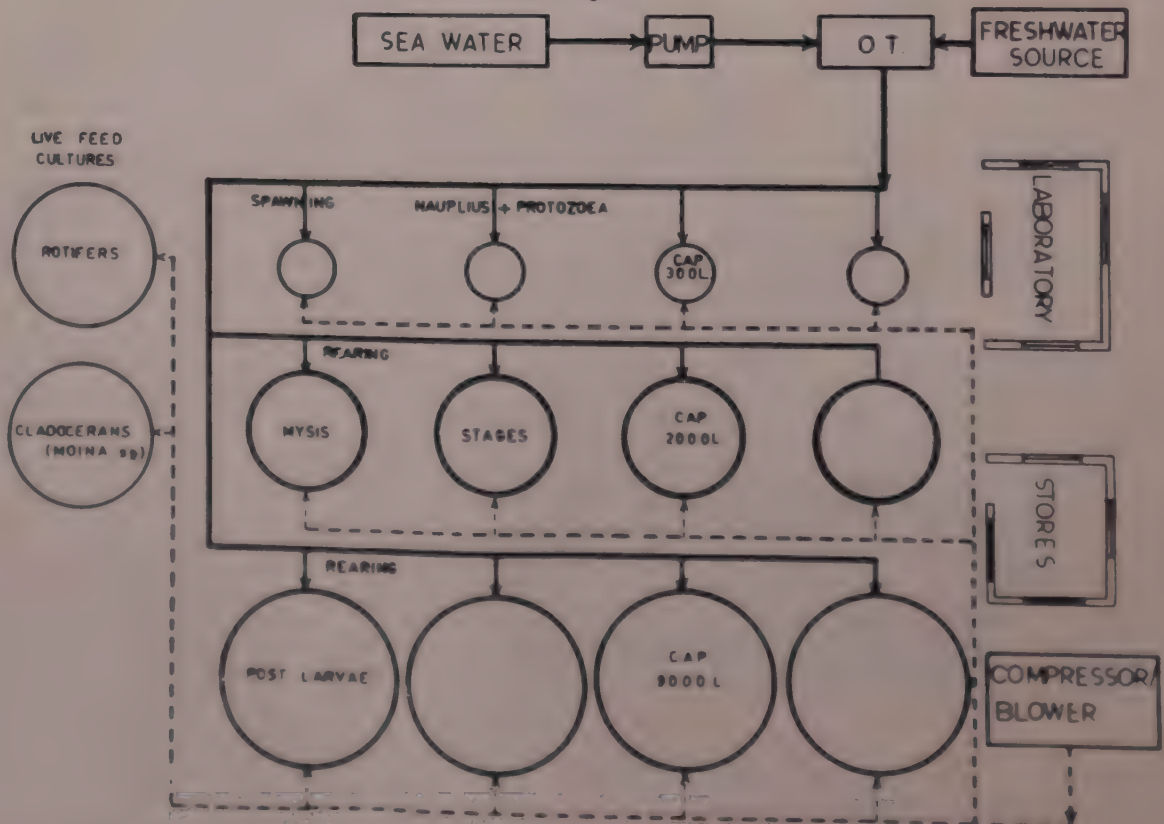 SEA WATER
PUMP
O T.
FRESHWATER
SOURCE
LIVE FEED
CULTURES
ROTIFERS
CLADOCERANS
(MOINA sp)
SPAWNING
NAUPLIUS + PROTOZOEA
CAP
300L.
LABORATORY
REARING
MYSIS
STAGES
CAP
2000L
STORES
REARING
POST LARVAE
CAP
9000 L
COMPRESSOR/
BLOWER